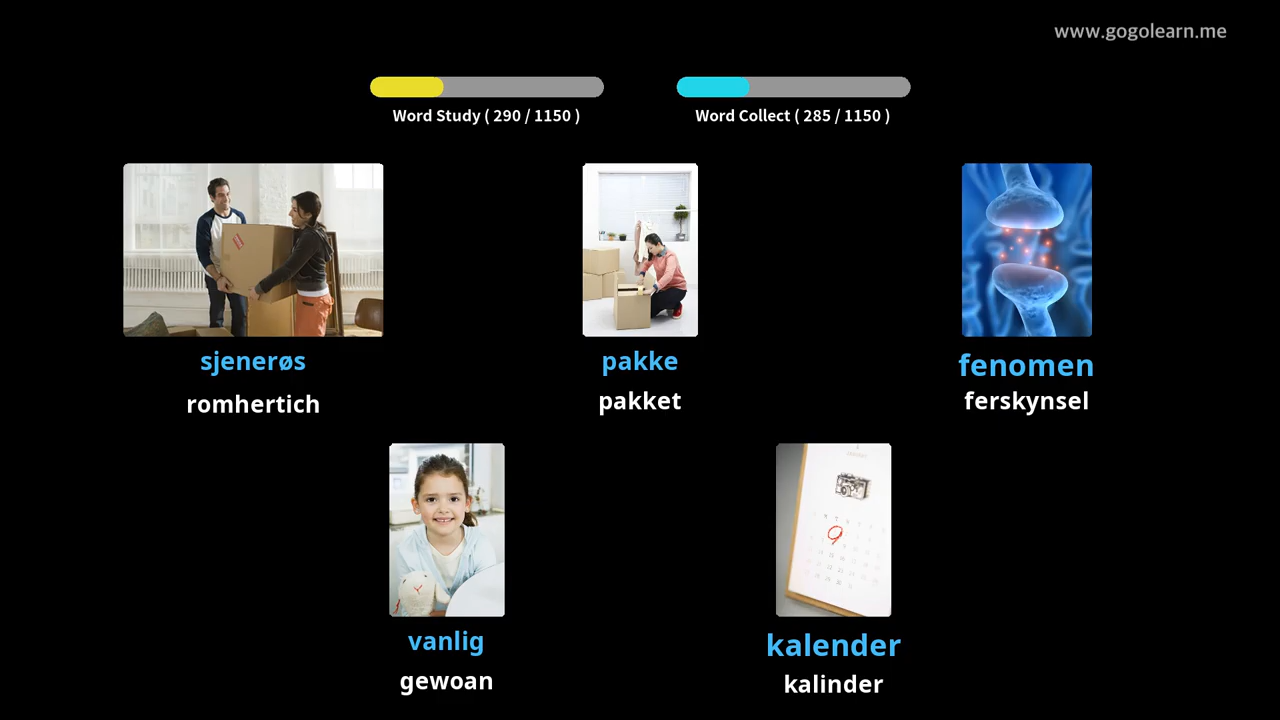 www.gogolearn.me
Word Study ( 290 / 1150 )
Word Collect ( 285 / 1150 )
sjenerøs
romhertich
pakke
pakket
fenomen
ferskynsel
vanlig
gewoan
kalender
kalinder